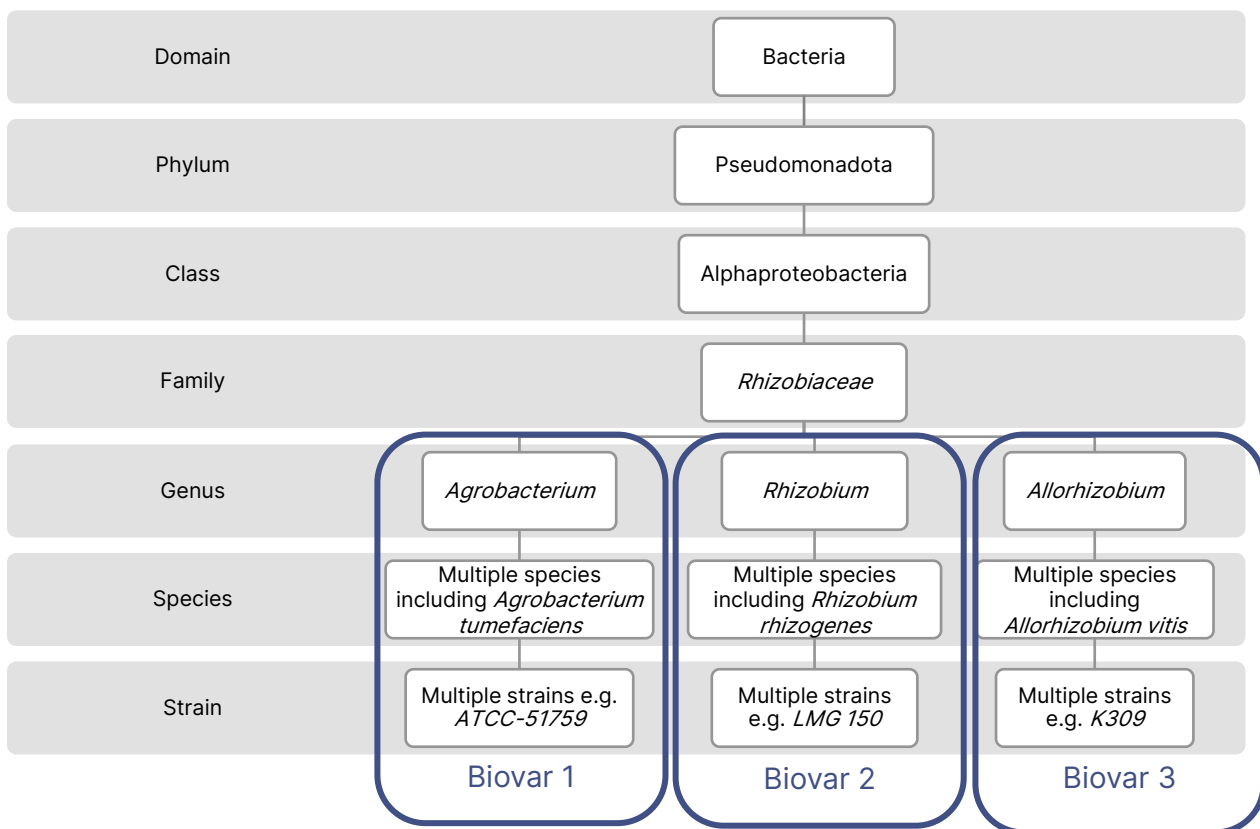 Domain
Bacteria
Phylum
Pseudomonadota
Class
Alphaproteobacteria
Family
Rhizobiaceae
Genus
Agrobacterium
Rhizobium
Allorhizobium
Species
Multiple species
including Agrobacterium
tumefaciens
Multiple species
including Rhizobium
rhizogenes
Multiple species
including
Allorhizobium vitis
Strain
Multiple strains e.g.
ATCC-51759
Multiple strains
e.g. LMG 150
Multiple strains
e.g. K309
Biovar 1
Biovar 2
Biovar 3